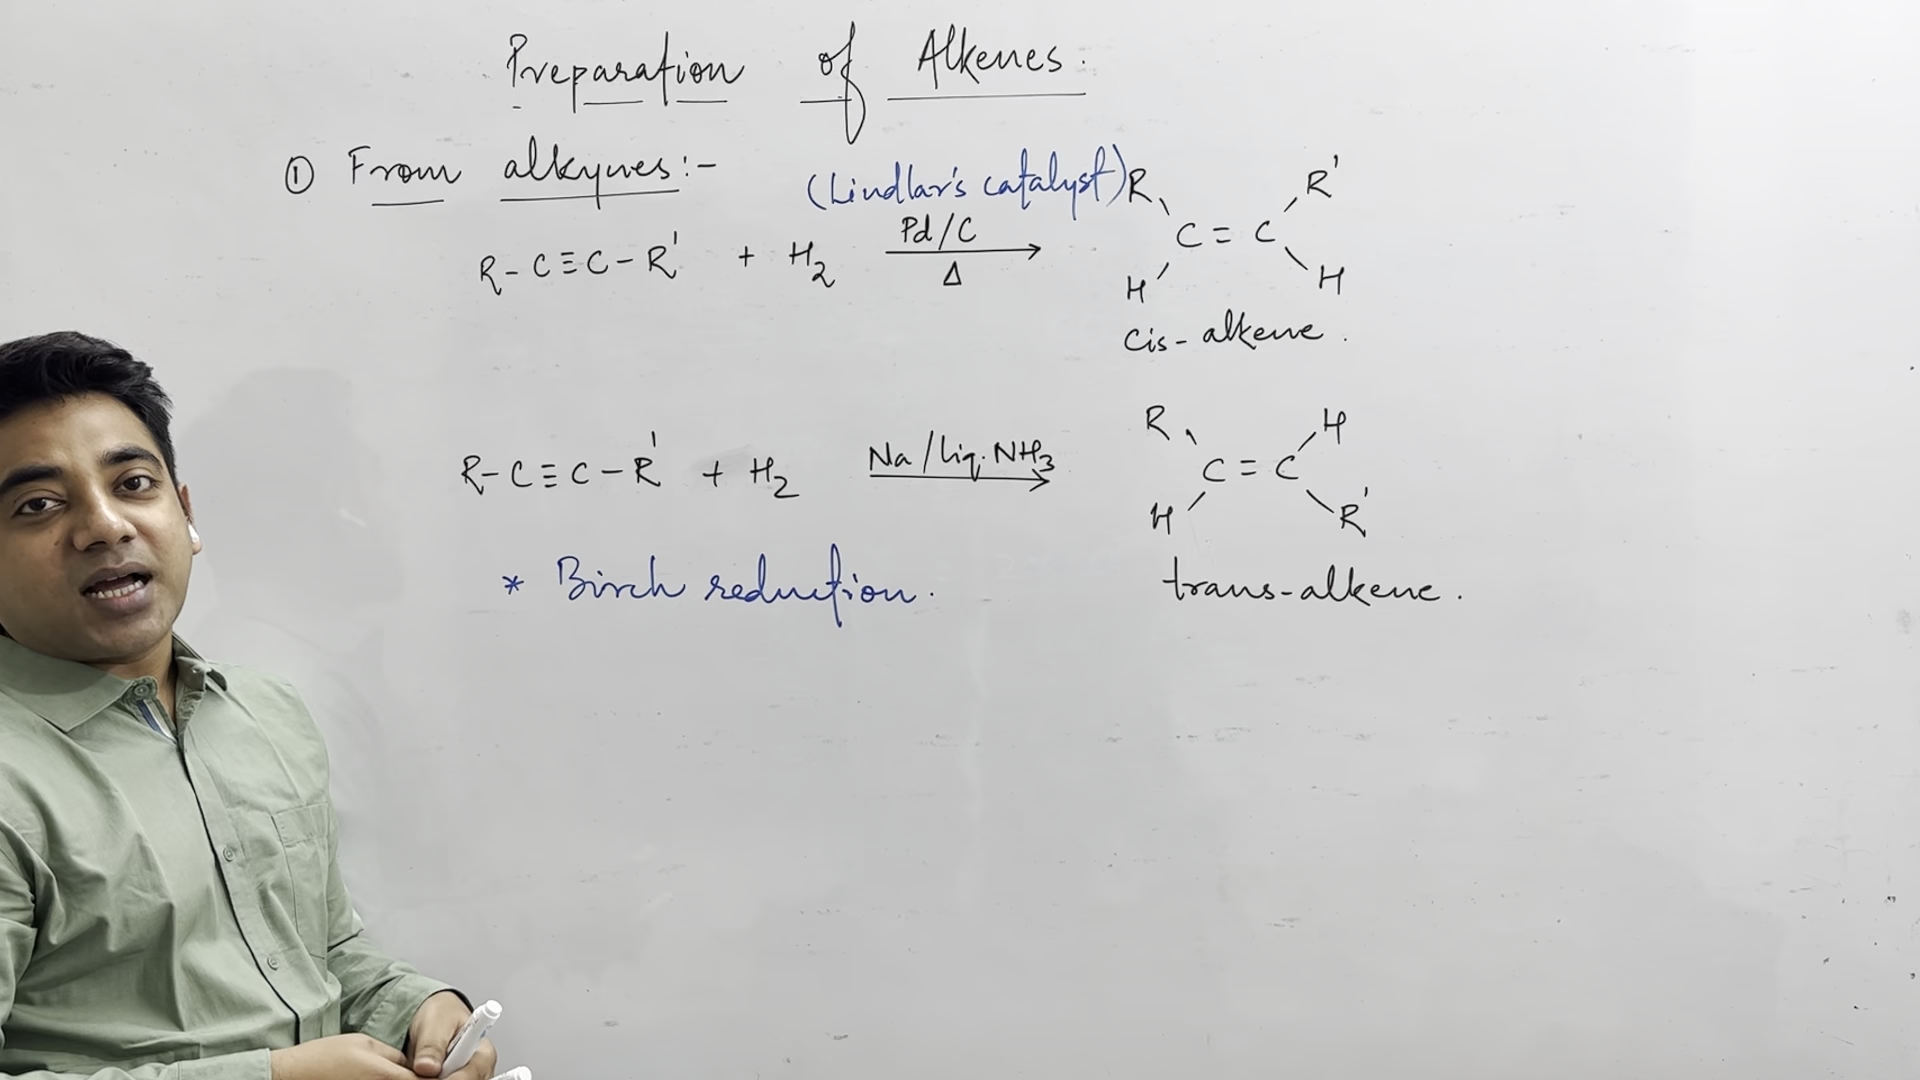 Preparation of Alkenes.
① From alkynes:-
(Lindlar's catalyst)
R-C≡C-R' + H₂ Pd/C Δ → R H C=C R' H
cis-alkene.
R-C≡C-R' + H₂ Na/liq. NH₃ → R H C=C H R'
* Birch reduction.
trans-alkene.